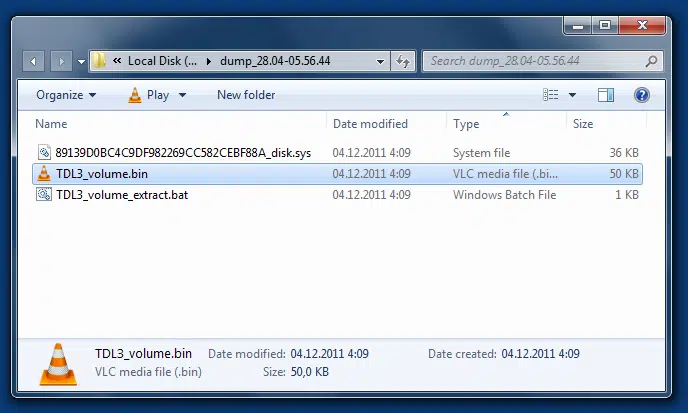 « Local Disk (... ▸ dump_28.04-05.56.44 Search dump_28.04-05.56.44
Organize Play New folder
Name Date modified Type Size
89139D0BC4C9DF982269CC582CEBF88A_disk.sys 04.12.2011 4:09 System file 36 KB
TDL3_volume.bin 04.12.2011 4:09 VLC media file (.bi... 50 KB
TDL3_volume_extract.bat 04.12.2011 4:09 Windows Batch File 1 KB
TDL3_volume.bin Date modified: 04.12.2011 4:09 Date created: 04.12.2011 4:09
VLC media file (.bin) Size: 50,0 KB